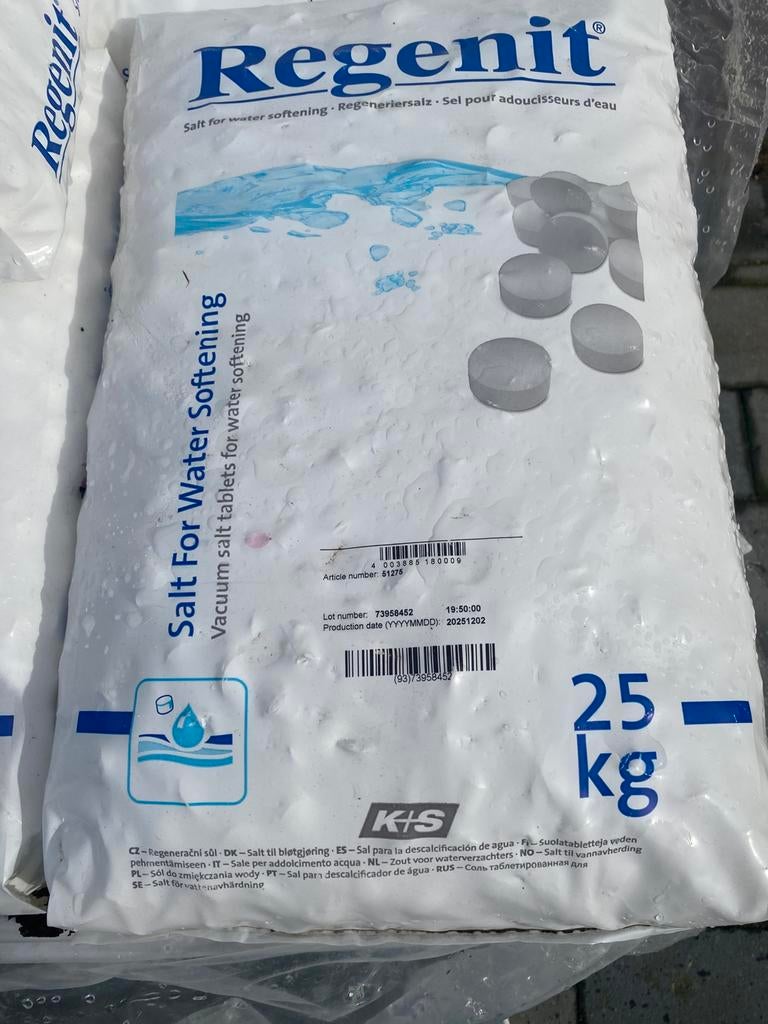 Regenit®
Salt for water softening · Regeneriersalz · Sel pour adoucisseurs d'eau
Regenit
Salt For Water Softening
Vacuum salt tablets for water softening
4 003885 180009
Article number: 51275
Lot number: 73958452 19:50:00
Production date (YYYYMMDD): 20251202
(93)73958452
25
kg
K+S
CZ – Regenerační sůl · DK – Salt til blødgjøring · ES – Sal para la descalcificación de agua · FI – Suolatabletteja veden
pehmentämiseen · IT – Sale per addolcimento acqua · NL – Zout voor waterverzachters · NO – Salt til vannavherding
PL – Sól do zmiękczania wody · PT – Sal para descalcificador de água · RUS – Соль таблетированная для
SE – Salt för vattenavhärdning